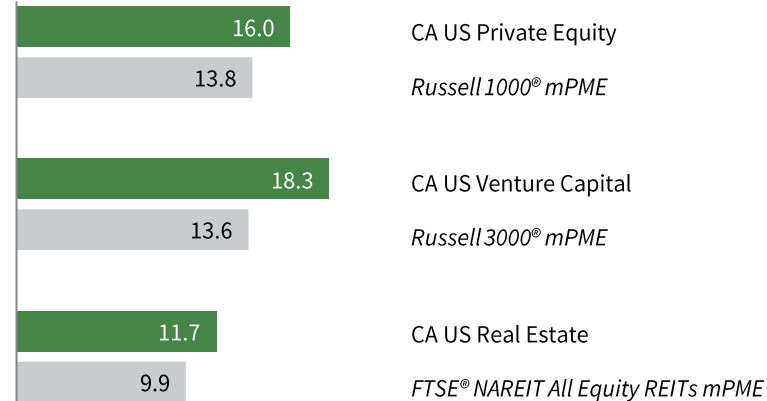 16.0 CA US Private Equity
13.8 Russell 1000® mPME
18.3 CA US Venture Capital
13.6 Russell 3000® mPME
11.7 CA US Real Estate
9.9 FTSE® NAREIT All Equity REITs mPME